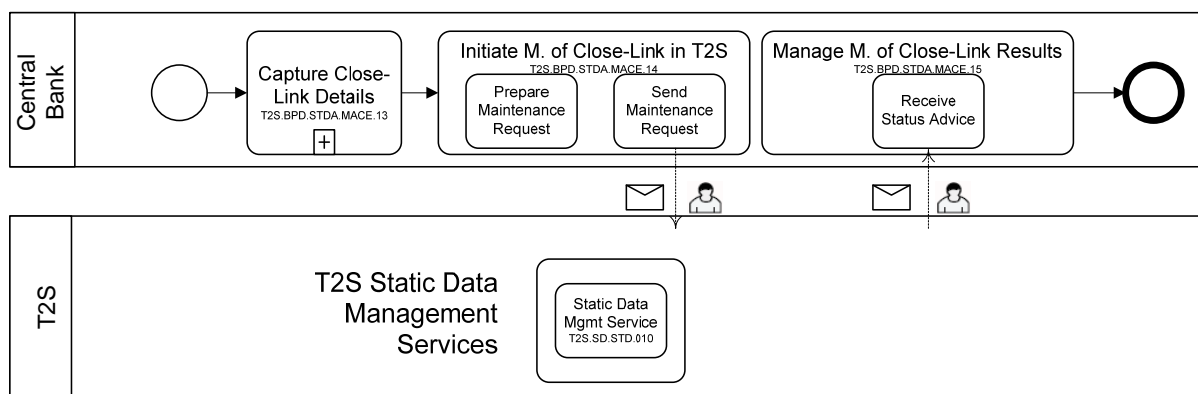 Central
Bank
Capture Close-
Link Details
T2S.BPD.STDA.MACE.13
+
Initiate M. of Close-Link in T2S
T2S.BPD.STDA.MACE.14
Prepare
Maintenance
Request
Send
Maintenance
Request
Manage M. of Close-Link Results
T2S.BPD.STDA.MACE.15
Receive
Status Advice
T2S
T2S Static Data
Management
Services
Static Data
Mgmt Service
T2S.SD.STD.010